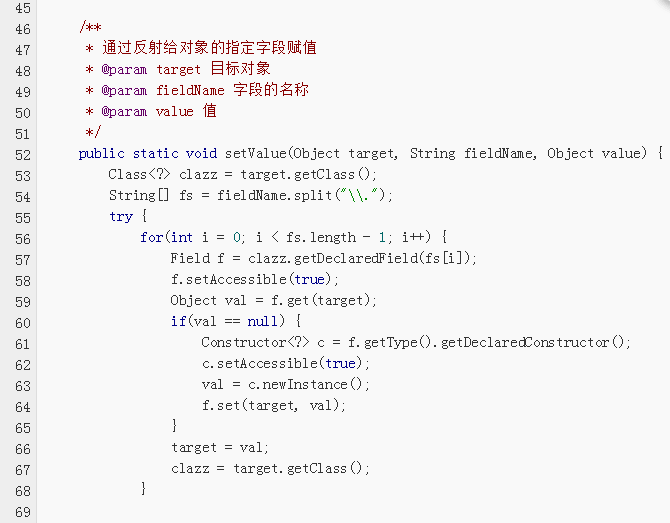 45
46 /**
47  * 通过反射给对象的指定字段赋值
48  * @param target 目标对象
49  * @param fieldName 字段的名称
50  * @param value 值
51  */
52 public static void setValue(Object target, String fieldName, Object value) {
53     Class<?> clazz = target.getClass();
54     String[] fs = fieldName.split("\\.");
55     try {
56         for(int i = 0; i < fs.length - 1; i++) {
57             Field f = clazz.getDeclaredField(fs[i]);
58             f.setAccessible(true);
59             Object val = f.get(target);
60             if(val == null) {
61                 Constructor<?> c = f.getType().getDeclaredConstructor();
62                 c.setAccessible(true);
63                 val = c.newInstance();
64                 f.set(target, val);
65             }
66             target = val;
67             clazz = target.getClass();
68         }
69